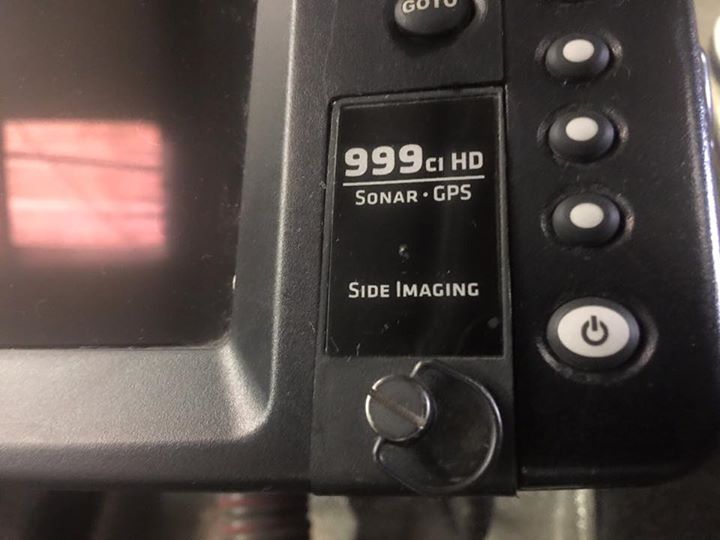 GOTO
999CI HD
SONAR · GPS
SIDE IMAGING